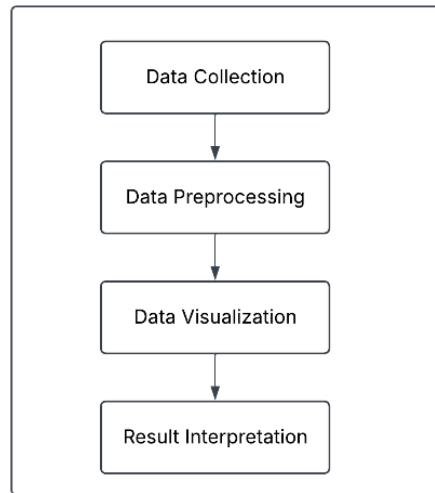 Data Collection
Data Preprocessing
Data Visualization
Result Interpretation